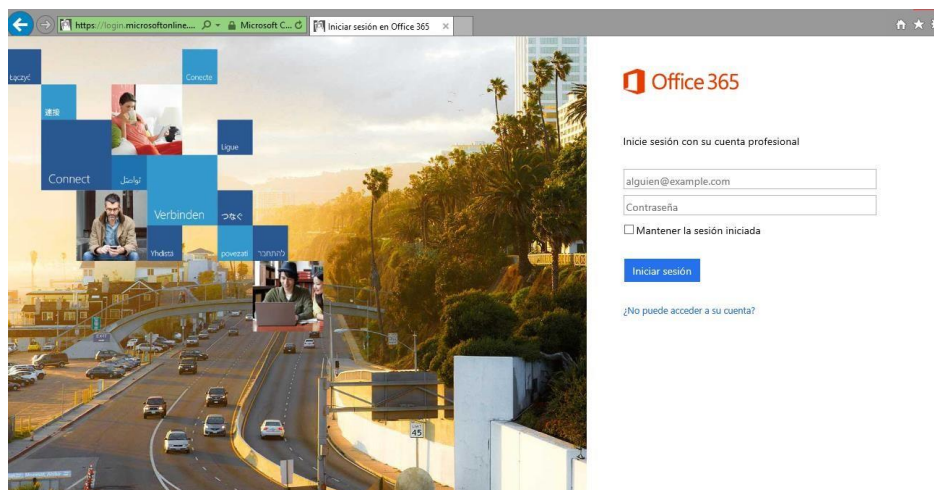 https://login.microsoftonline....
Microsoft C...
Iniciar sesión en Office 365
Łączyć
Conecte
連接
Ligue
Connect
تواصل
Verbinden
つなぐ
Yhdistä
povezati
להתחבר
SPEED LIMIT
45
Office 365
Inicie sesión con su cuenta profesional
alguien@example.com
Contraseña
Mantener la sesión iniciada
Iniciar sesión
¿No puede acceder a su cuenta?